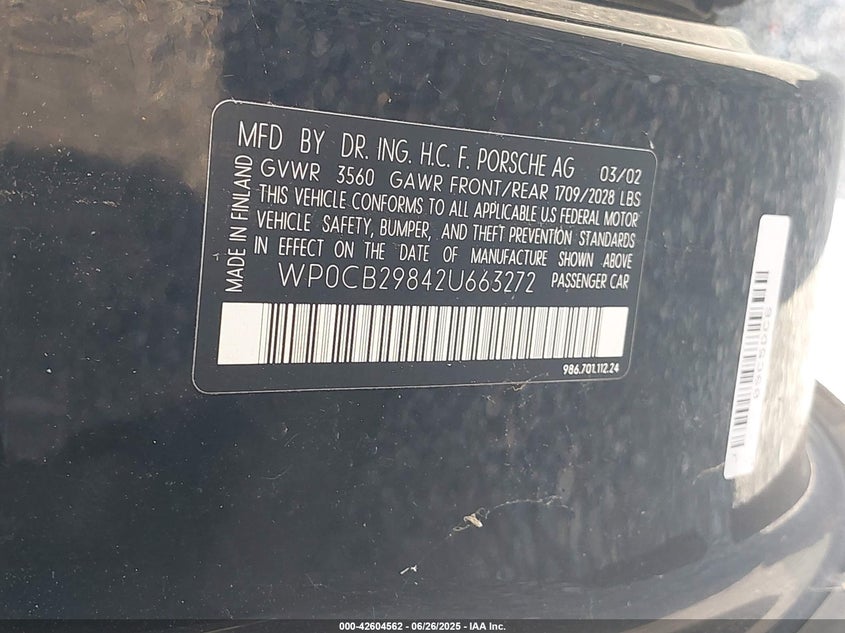 MFD BY DR. ING. H.C. F. PORSCHE AG 03/02
GVWR 3560 GAWR FRONT/REAR 1709/2028 LBS
THIS VEHICLE CONFORMS TO ALL APPLICABLE U.S FEDERAL MOTOR
VEHICLE SAFETY, BUMPER, AND THEFT PREVENTION STANDARDS
IN EFFECT ON THE DATE OF MANUFACTURE SHOWN ABOVE
WP0CB29842U663272 PASSENGER CAR
MADE IN FINLAND
986.701.112.24
000-42604562 - 06/26/2025 - IAA Inc.